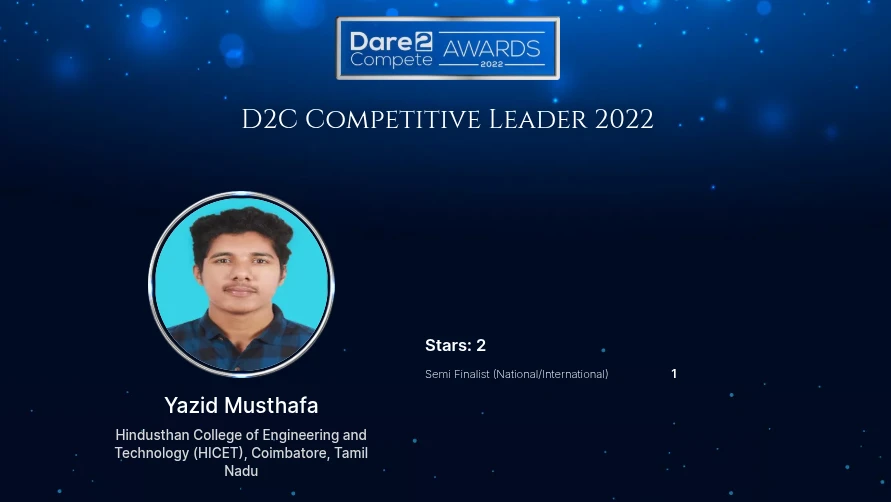 Dare2 Compete AWARDS 2022
D2C Competitive Leader 2022
Stars: 2
Semi Finalist (National/International) 1
Yazid Musthafa
Hindusthan College of Engineering and
Technology (HICET), Coimbatore, Tamil
Nadu